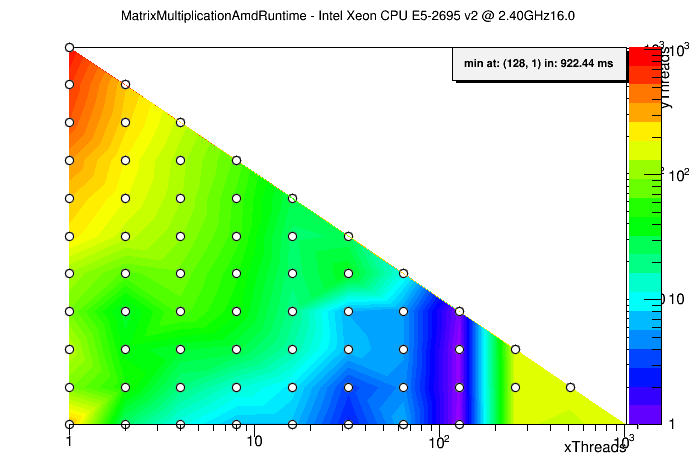 MatrixMultiplicationAmdRuntime - Intel Xeon CPU E5-2695 v2 @ 2.40GHz16.0
min at: (128, 1) in: 922.44 ms
10³
yThreads
10²
10
1
1
10
10²
10³
xThreads